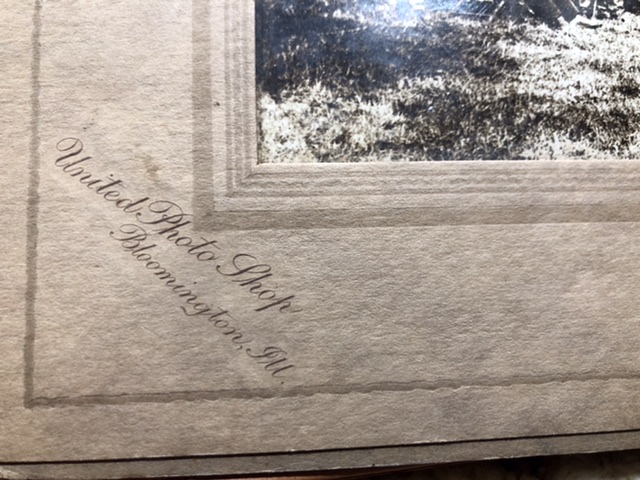 United Photo Shop
Bloomington, Ill.